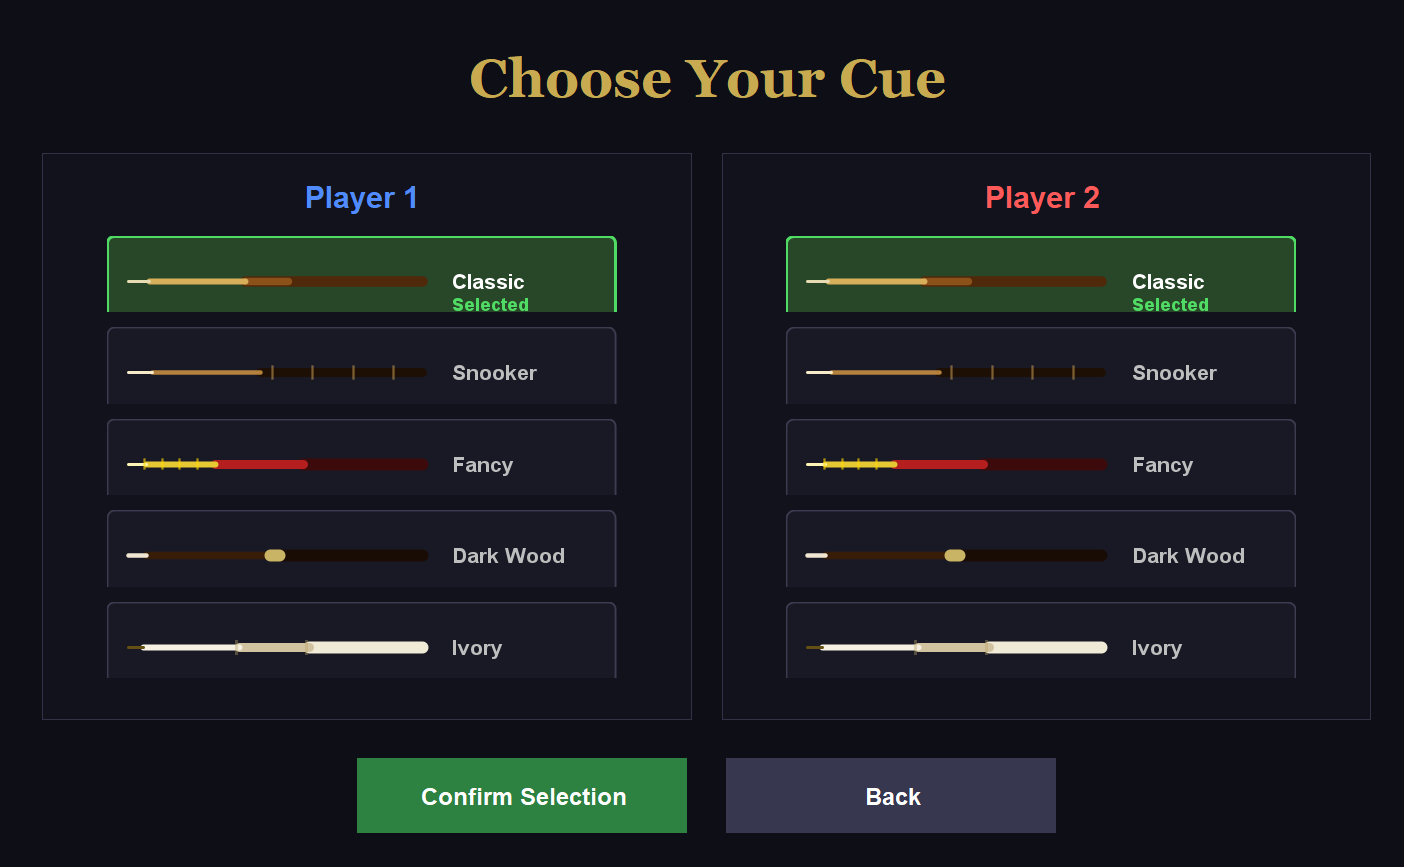 Choose Your Cue
Player 1
Classic
Selected
Snooker
Fancy
Dark Wood
Ivory
Player 2
Classic
Selected
Snooker
Fancy
Dark Wood
Ivory
Confirm Selection
Back